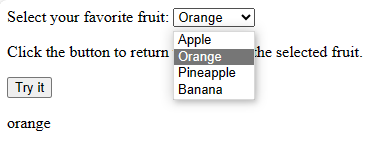 Select your favorite fruit: Orange
Apple
Click the button to return the selected fruit.
Orange
Pineapple
Try it
Banana
orange